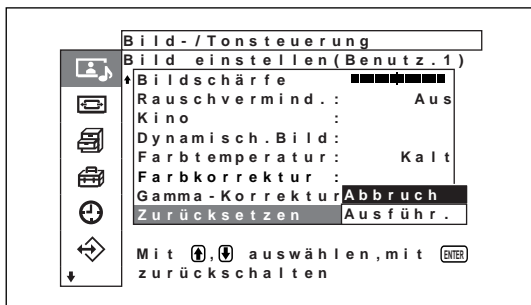 Bild-/Tonsteuerung
Bild einstellen(Benutz.1)
Bildschärfe
Rauschvermind.: Aus
Kino :
Dynamisch.Bild:
Farbtemperatur: Kalt
Farbkorrektur :
Gamma-Korrektur Abbruch
Zurücksetzen Ausführ.
Mit ,  auswählen,mit ENTER
zurückschalten